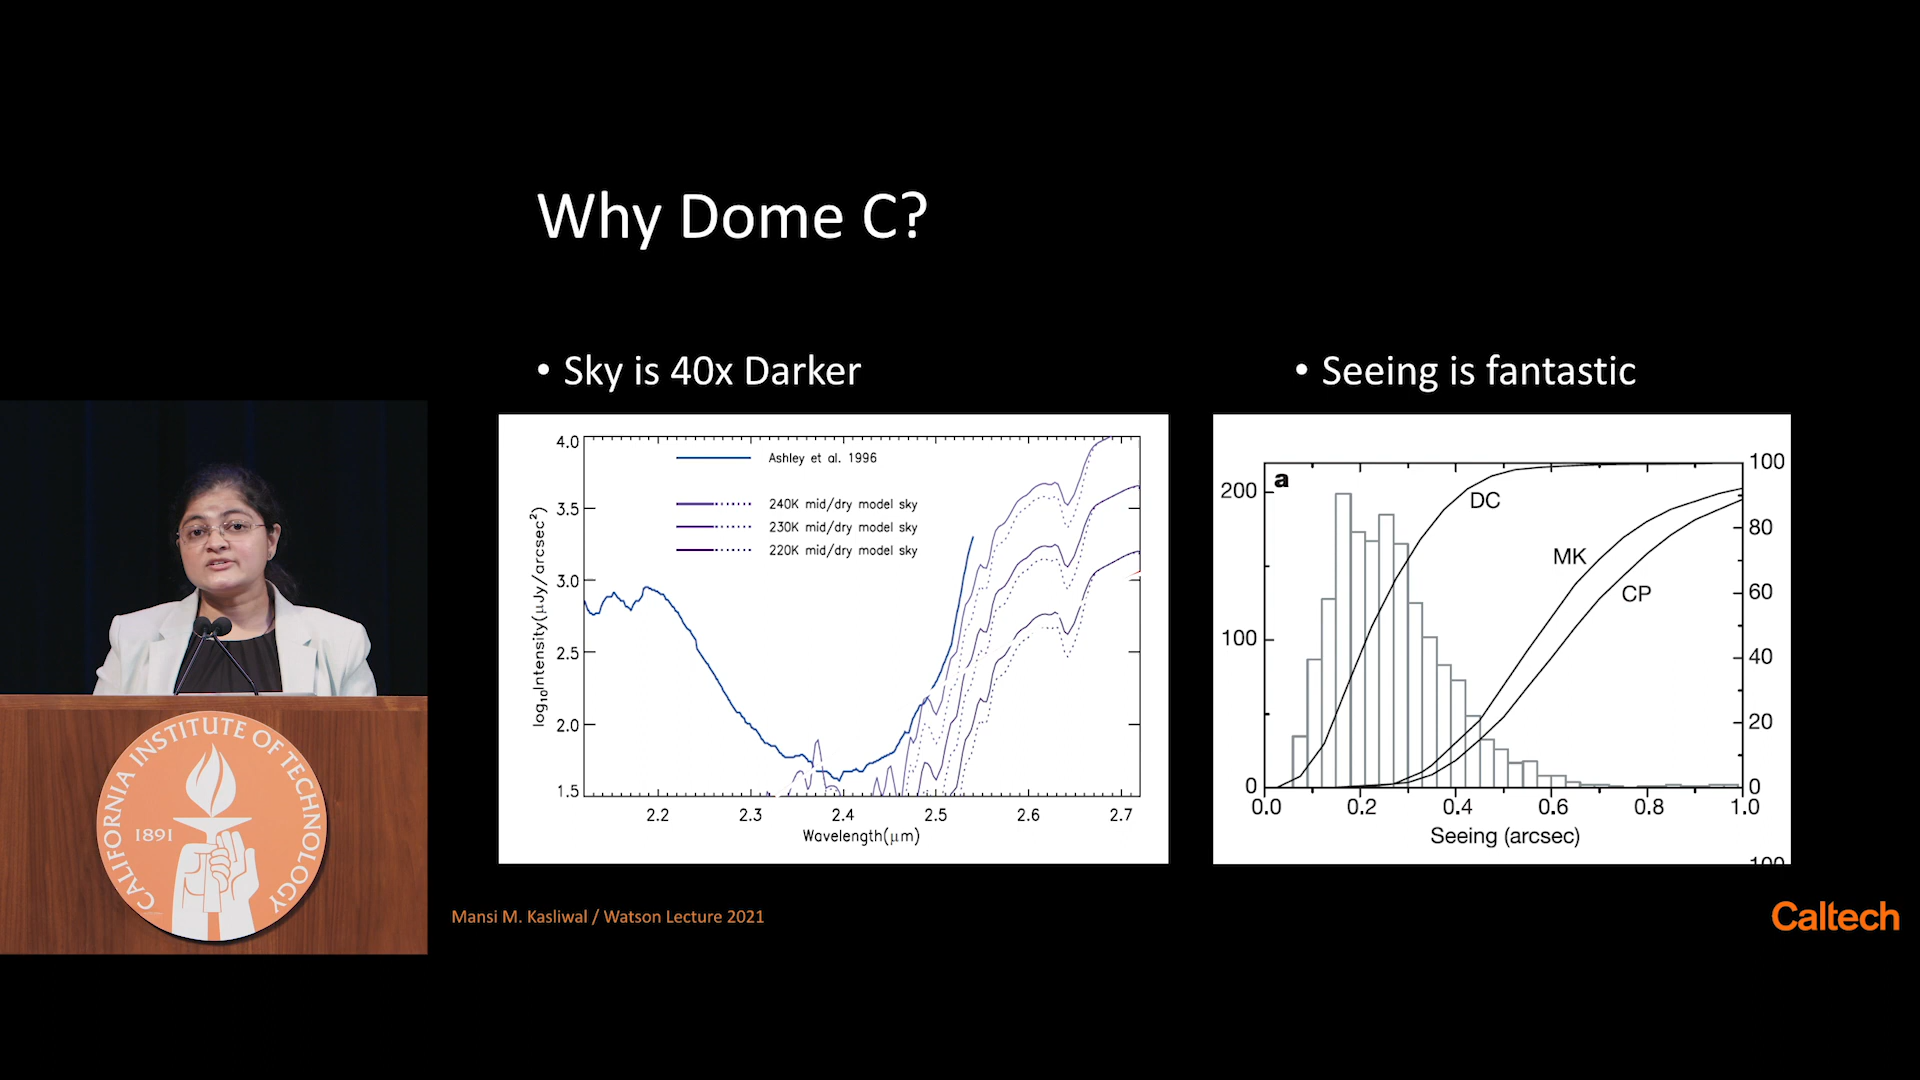 Why Dome C?
• Sky is 40x Darker
• Seeing is fantastic
4.0
3.5
3.0
2.5
2.0
1.5
log10Intensity(μJy/arcsec²)
Ashley et al. 1996
240K mid/dry model sky
230K mid/dry model sky
220K mid/dry model sky
2.2 2.3 2.4 2.5 2.6 2.7
Wavelength(μm)
a
200
100
0
DC
MK
CP
100
80
60
40
20
0
0.0 0.2 0.4 0.6 0.8 1.0
Seeing (arcsec)
100
CALIFORNIA INSTITUTE OF TECHNOLOGY
1891
Mansi M. Kasliwal / Watson Lecture 2021
Caltech